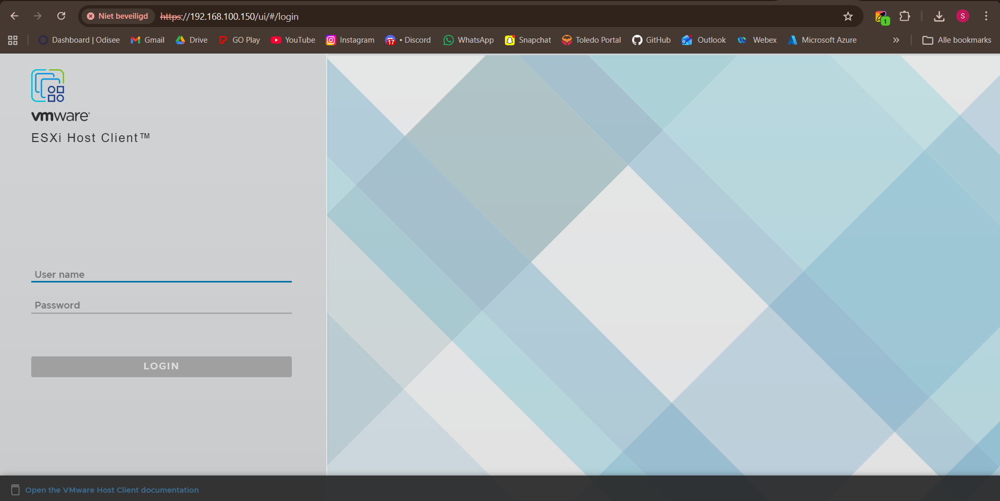 Niet beveiligd https://192.168.100.150/ui/#/login 1 S
Dashboard | Odisee Gmail Drive GO Play YouTube Instagram 17 • Discord WhatsApp Snapchat Toledo Portal GitHub Outlook Webex Microsoft Azure » Alle bookmarks
vmware®
ESXi Host Client™
User name
Password
LOGIN
Open the VMware Host Client documentation